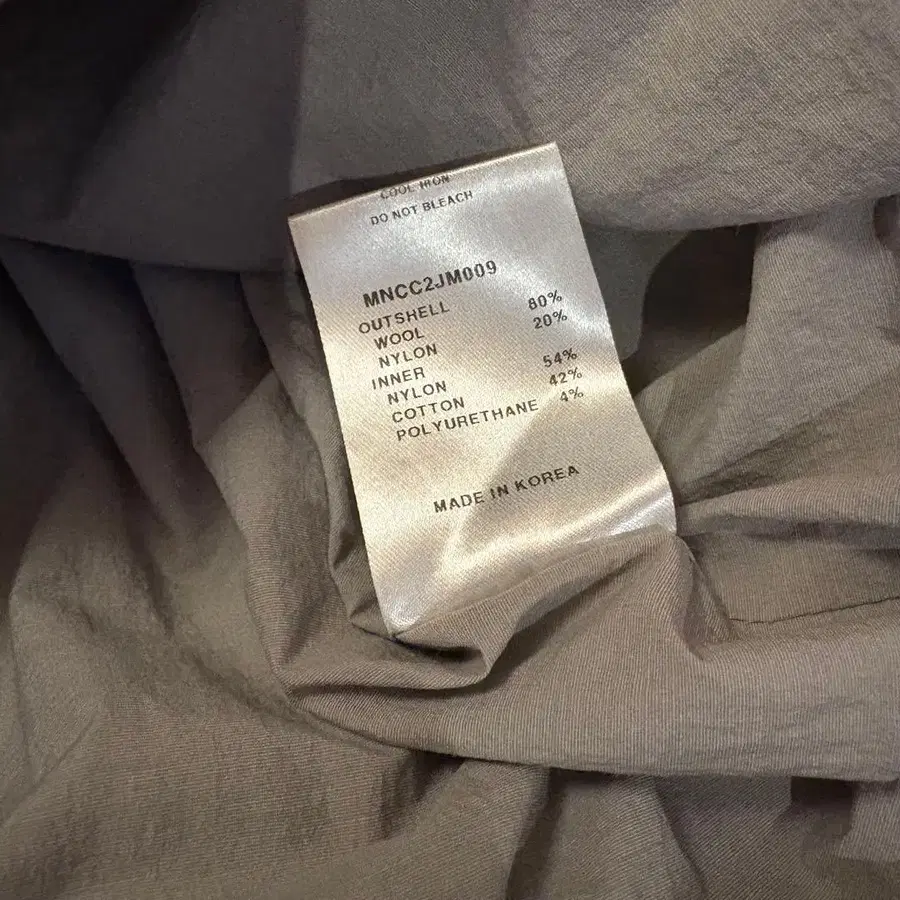 COOL IRON
DO NOT BLEACH
MNCC2JM009
OUTSHELL
WOOL 80%
NYLON 20%
INNER
NYLON 54%
COTTON 42%
POLYURETHANE 4%
MADE IN KOREA